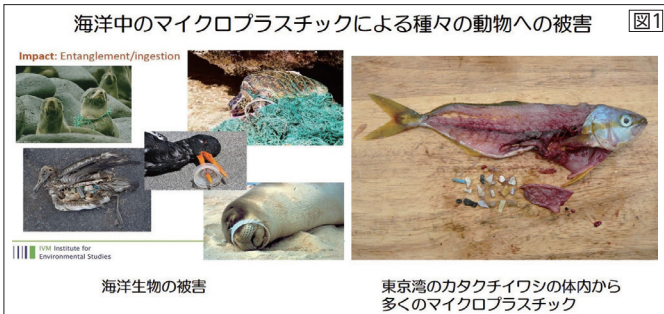 海洋中のマイクロプラスチックによる種々の動物への被害
図1
Impact: Entanglement/ingestion
IVM Institute for
Environmental Studies
海洋生物の被害
東京湾のカタクチイワシの体内から
多くのマイクロプラスチック